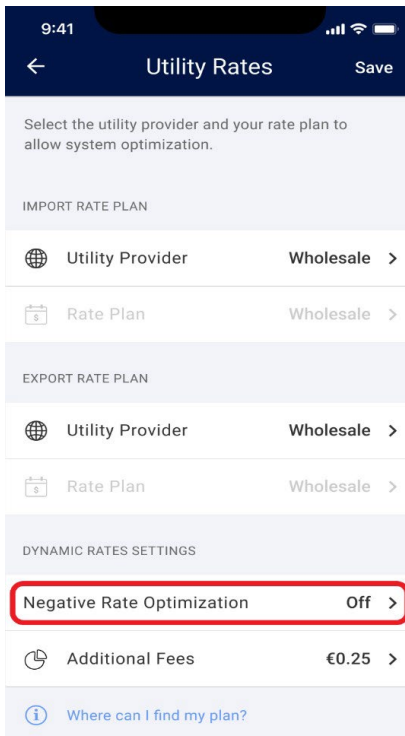 9:41
Utility Rates
Save
Select the utility provider and your rate plan to
allow system optimization.
IMPORT RATE PLAN
Utility Provider Wholesale >
$ Rate Plan Wholesale >
EXPORT RATE PLAN
Utility Provider Wholesale >
$ Rate Plan Wholesale >
DYNAMIC RATES SETTINGS
Negative Rate Optimization Off >
Additional Fees €0.25 >
i Where can I find my plan?